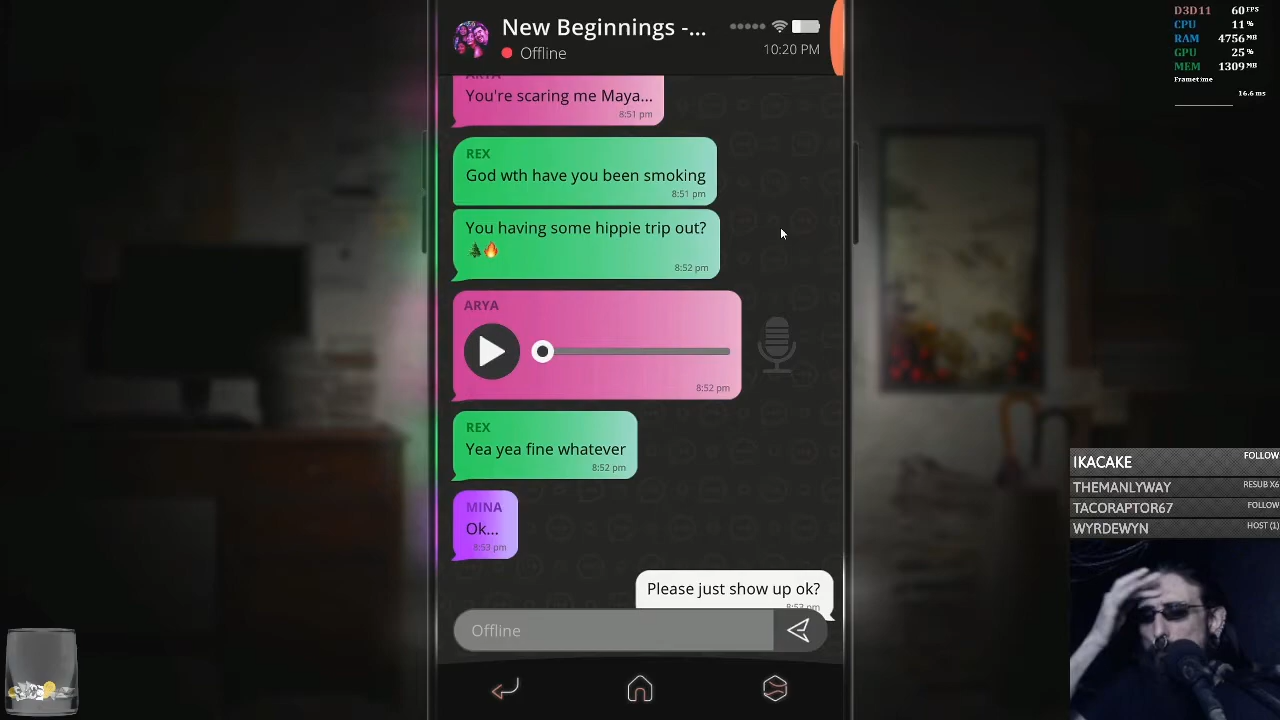 New Beginnings -...
Offline
10:20 PM
ARYA
You're scaring me Maya...
8:51 pm
REX
God wth have you been smoking
8:51 pm
You having some hippie trip out?
🌲🔥
8:52 pm
ARYA
8:52 pm
REX
Yea yea fine whatever
8:52 pm
MINA
Ok...
8:53 pm
Please just show up ok?
8:53 pm
Offline
D3D11 60 FPS
CPU 11 %
RAM 4756 MB
GPU 25 %
MEM 1309 MB
Frametime
16.6 ms
IKACAKE FOLLOW
THEMANLYWAY RESUB X6
TACORAPTOR67 FOLLOW
WYRDEWYN HOST (1)